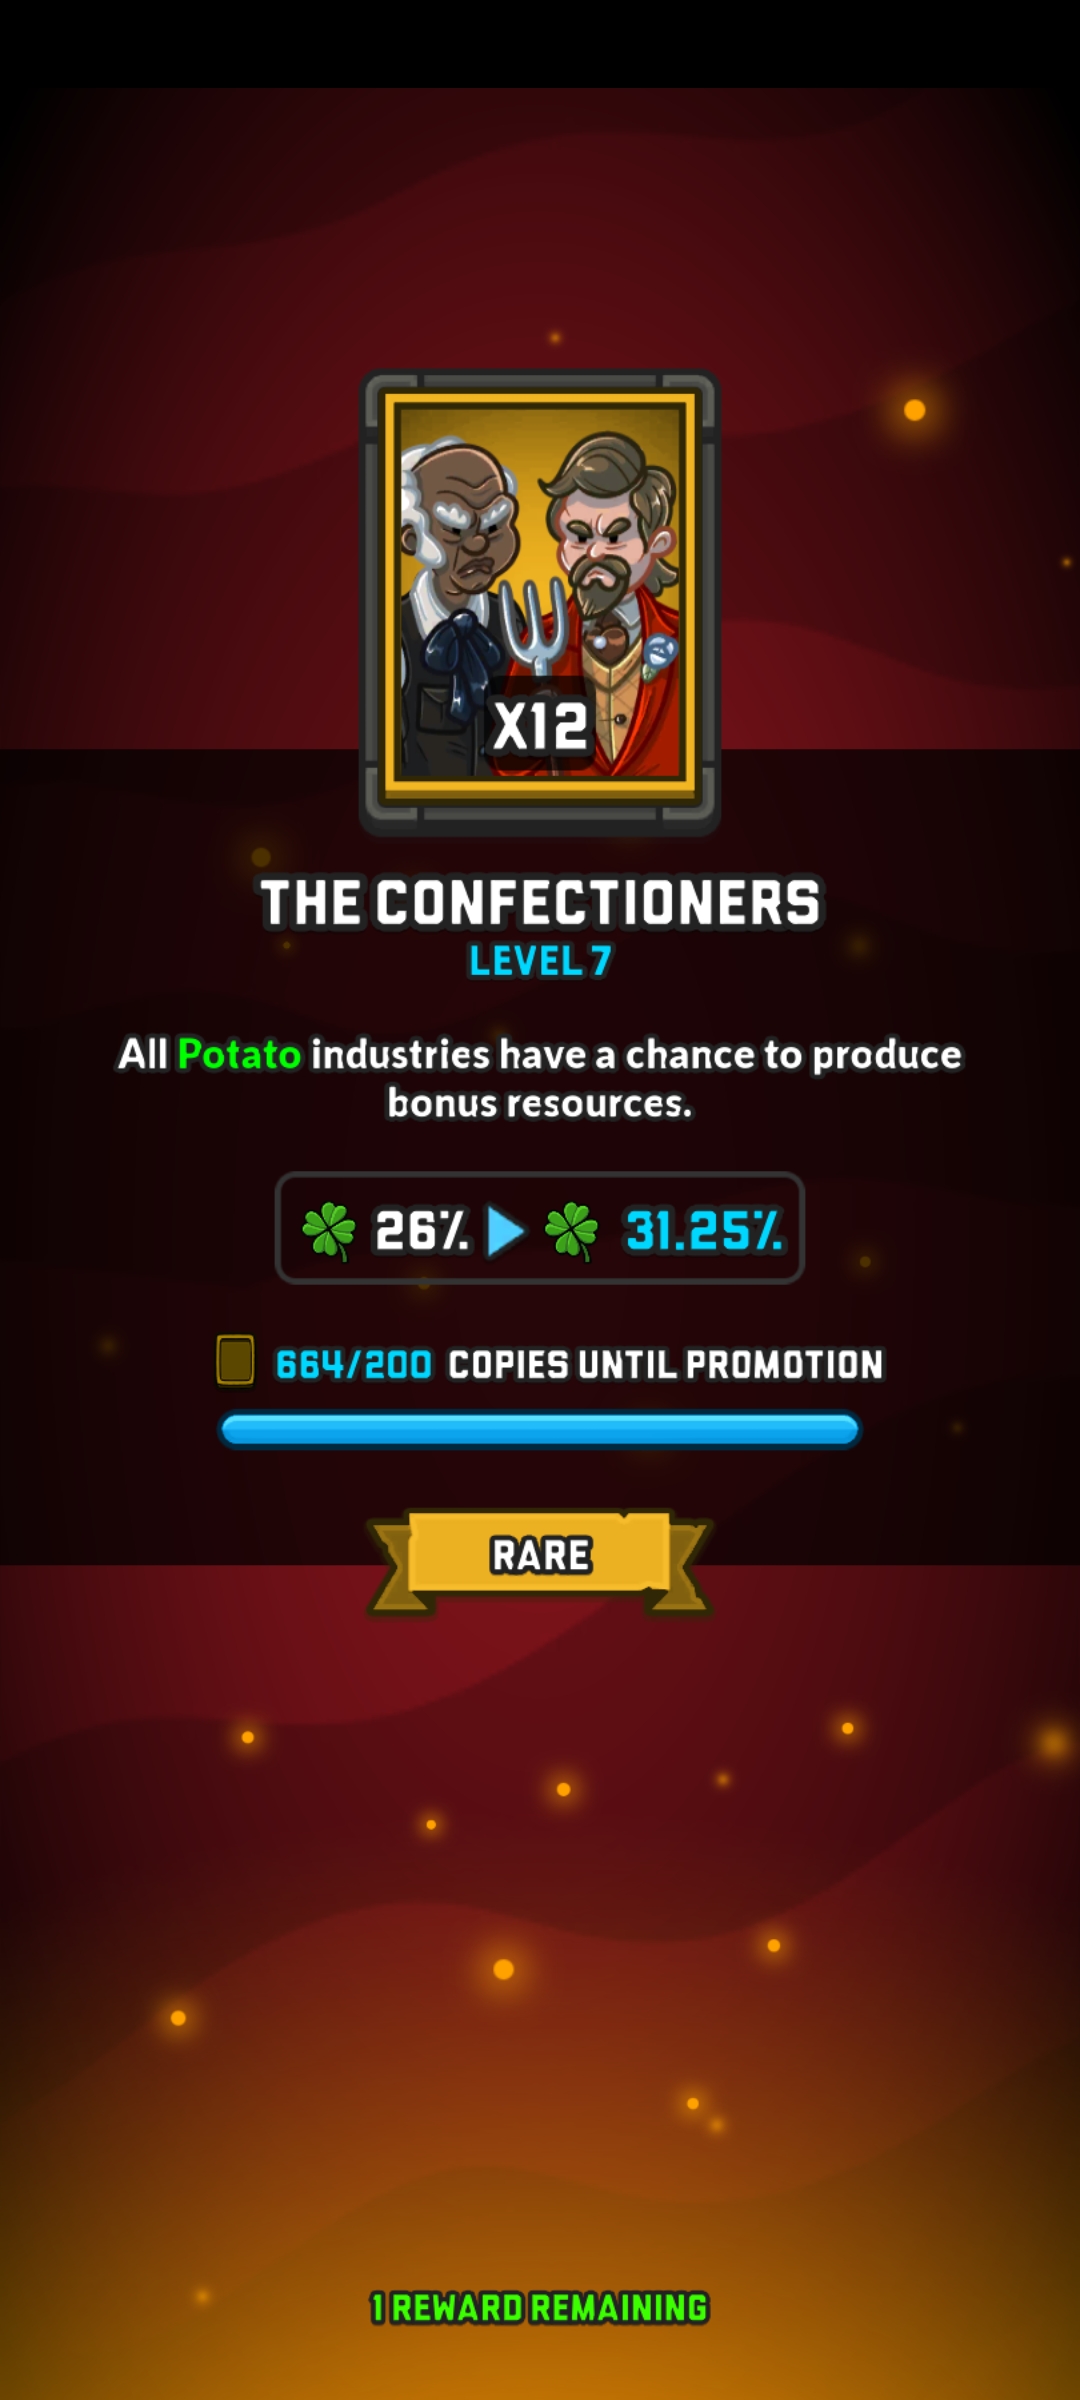 X12
THE CONFECTIONERS
LEVEL 7
All Potato industries have a chance to produce
bonus resources.
26% 31.25%
664/200 COPIES UNTIL PROMOTION
RARE
1 REWARD REMAINING